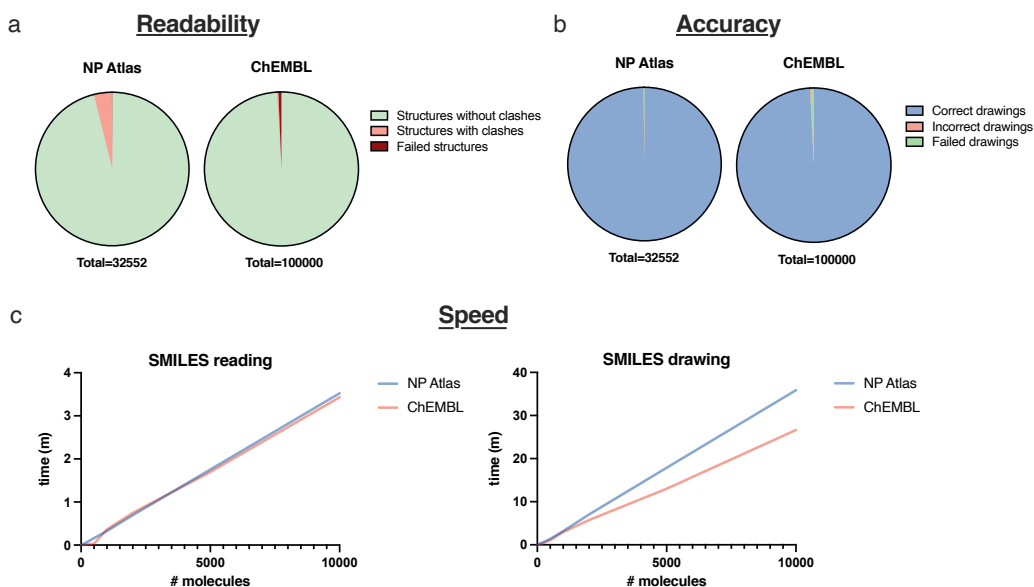 a
Readability
NP Atlas
ChEMBL
Structures without clashes
Structures with clashes
Failed structures
Total=32552
Total=100000
b
Accuracy
NP Atlas
ChEMBL
Correct drawings
Incorrect drawings
Failed drawings
Total=32552
Total=100000
c
Speed
SMILES reading
NP Atlas
ChEMBL
time (m)
4
3
2
1
0
0
5000
10000
# molecules
SMILES drawing
NP Atlas
ChEMBL
time (m)
40
30
20
10
0
0
5000
10000
# molecules